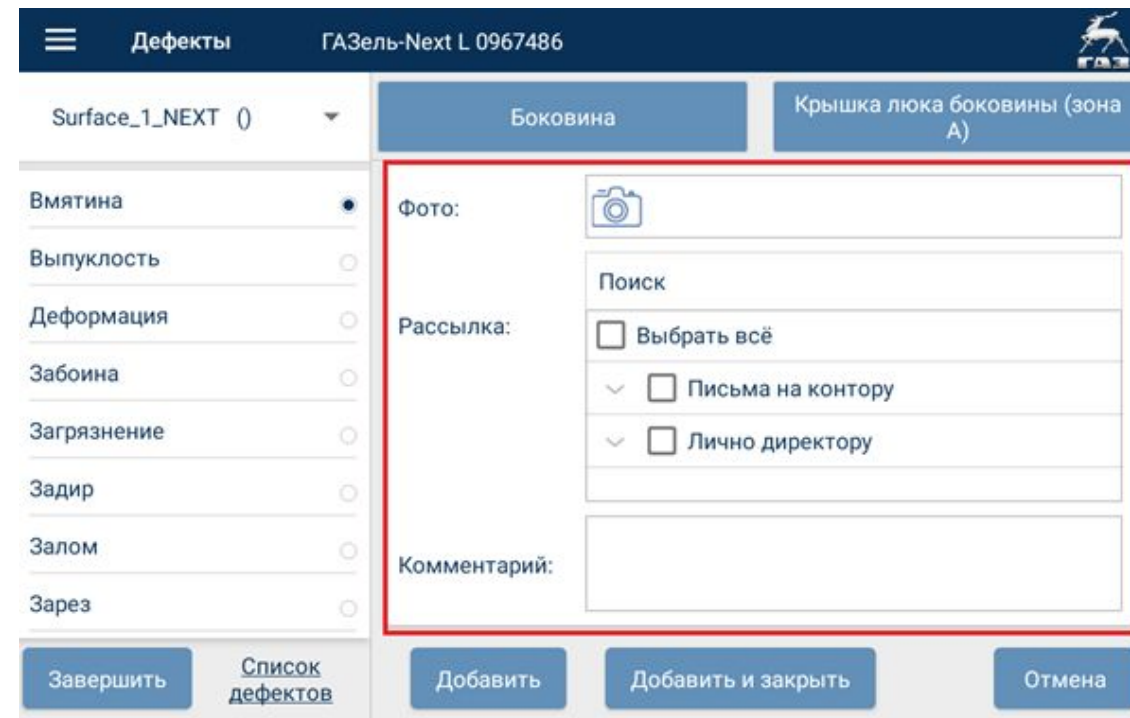 Дефекты
ГАЗель-Next L 0967486
ГАЗ
Surface_1_NEXT ()
Боковина
Крышка люка боковины (зона
А)
Вмятина
Выпуклость
Деформация
Забоина
Загрязнение
Задир
Залом
Зарез
Фото:
Рассылка:
Поиск
Выбрать всё
Письма на контору
Лично директору
Комментарий:
Завершить
Список
дефектов
Добавить
Добавить и закрыть
Отмена